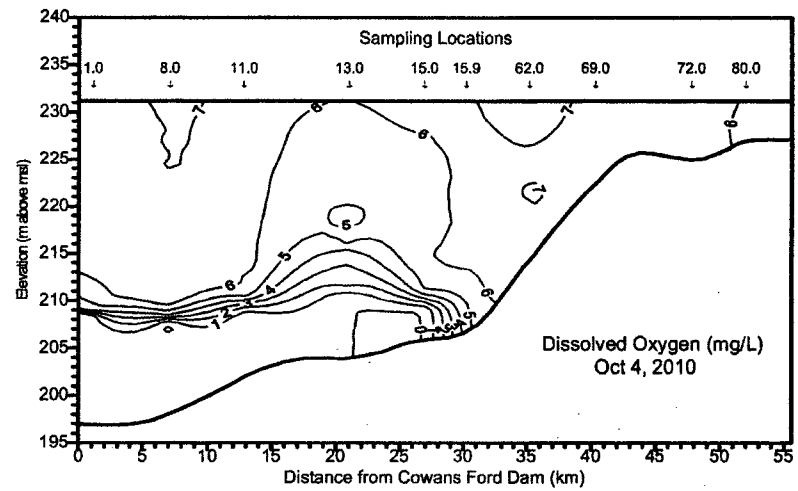 240
Sampling Locations
235
1.0 8.0 11.0 13.0 15.0 15.9 62.0 69.0 72.0 80.0
230
7 6 6 7 6
225
7
220
5
215
5
6 6
210
4
3
2
1
0 0 5
205
Dissolved Oxygen (mg/L)
Oct 4, 2010
200
195
0 5 10 15 20 25 30 35 40 45 50 55
Distance from Cowans Ford Dam (km)
Elevation (m above msl)